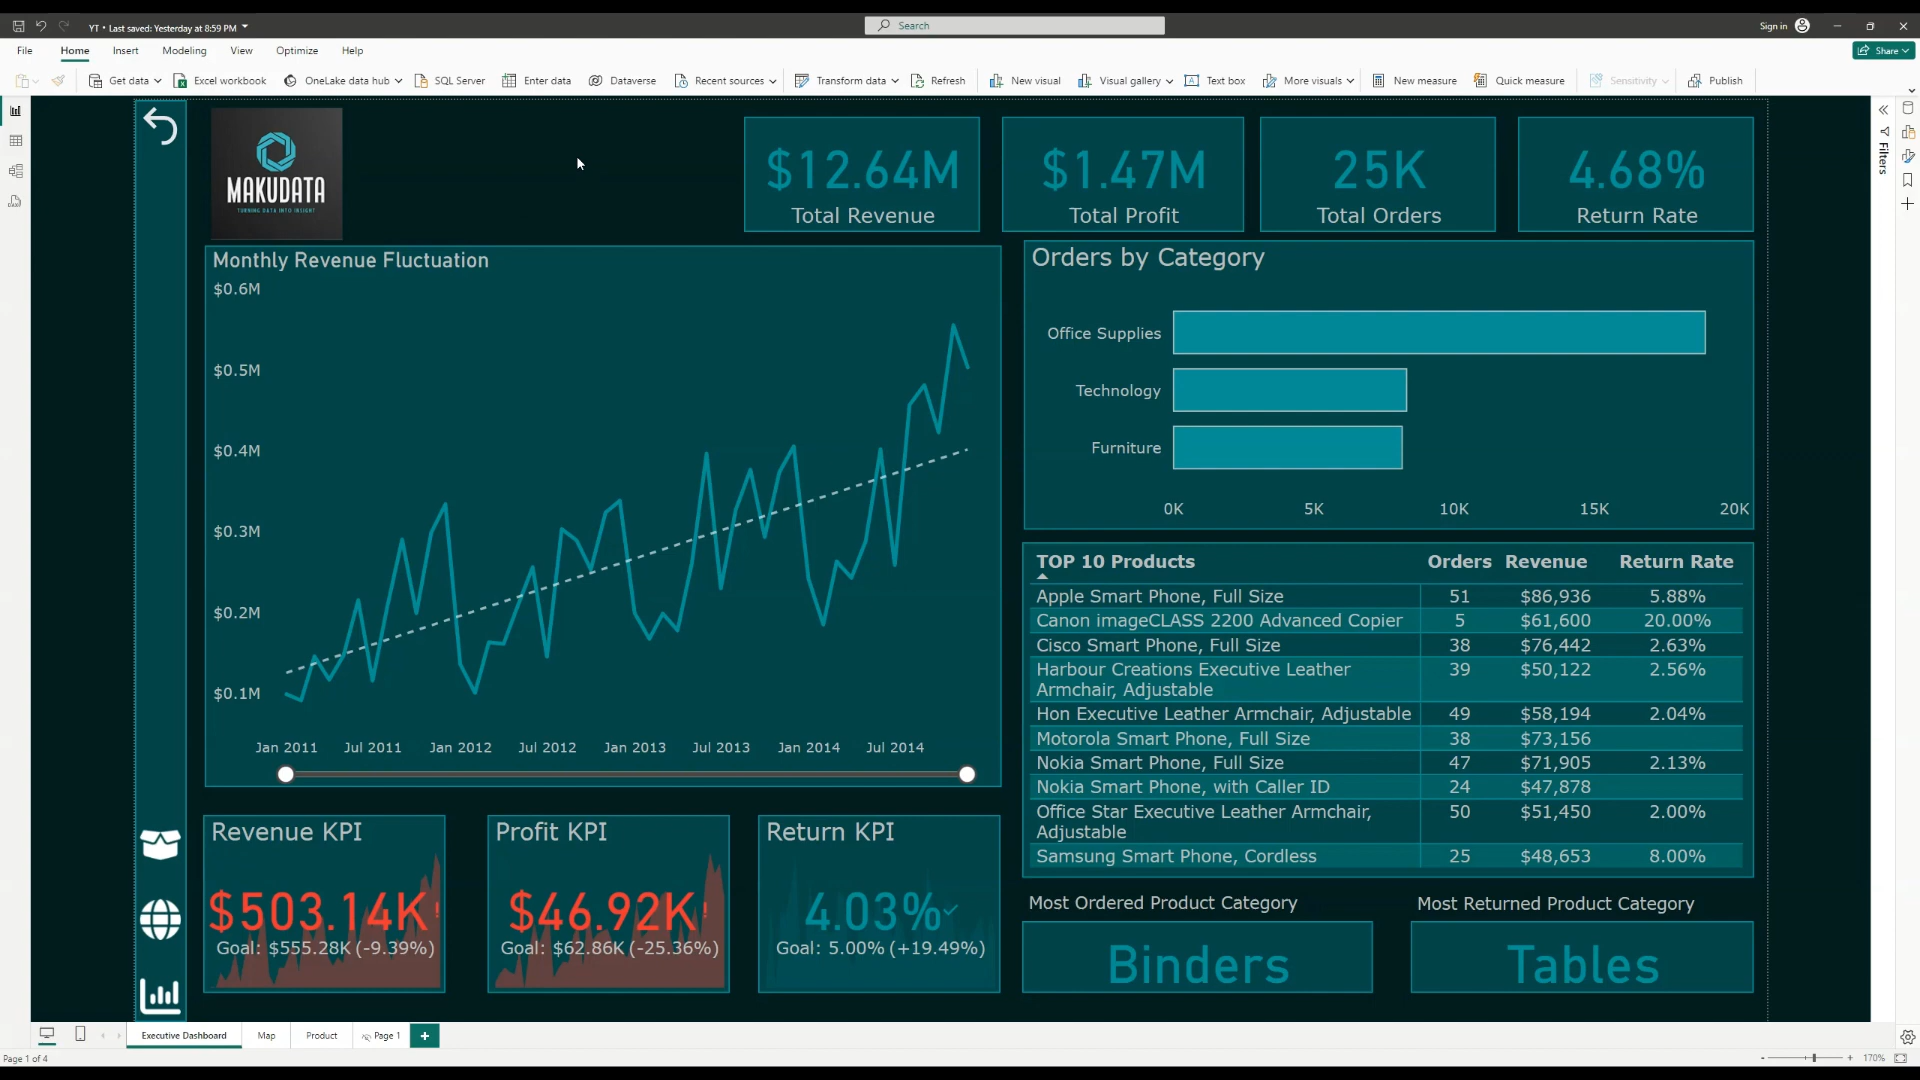 YT • Last saved: Yesterday at 8:59 PM
Search
Sign in
File Home Insert Modeling View Optimize Help
Share
Get data Excel workbook OneLake data hub SQL Server Enter data Dataverse Recent sources Transform data Refresh New visual Visual gallery Text box More visuals New measure Quick measure Sensitivity Publish
Filters
MAKUDATA
TURNING DATA INTO INSIGHT
$12.64M
Total Revenue
$1.47M
Total Profit
25K
Total Orders
4.68%
Return Rate
Monthly Revenue Fluctuation
$0.6M
$0.5M
$0.4M
$0.3M
$0.2M
$0.1M
Jan 2011 Jul 2011 Jan 2012 Jul 2012 Jan 2013 Jul 2013 Jan 2014 Jul 2014
Orders by Category
Office Supplies
Technology
Furniture
0K 5K 10K 15K 20K
TOP 10 Products Orders Revenue Return Rate
Apple Smart Phone, Full Size 51 $86,936 5.88%
Canon imageCLASS 2200 Advanced Copier 5 $61,600 20.00%
Cisco Smart Phone, Full Size 38 $76,442 2.63%
Harbour Creations Executive Leather 39 $50,122 2.56%
Armchair, Adjustable
Hon Executive Leather Armchair, Adjustable 49 $58,194 2.04%
Motorola Smart Phone, Full Size 38 $73,156
Nokia Smart Phone, Full Size 47 $71,905 2.13%
Nokia Smart Phone, with Caller ID 24 $47,878
Office Star Executive Leather Armchair, 50 $51,450 2.00%
Adjustable
Samsung Smart Phone, Cordless 25 $48,653 8.00%
Revenue KPI
$503.14K!
Goal: $555.28K (-9.39%)
Profit KPI
$46.92K!
Goal: $62.86K (-25.36%)
Return KPI
4.03%
Goal: 5.00% (+19.49%)
Most Ordered Product Category
Binders
Most Returned Product Category
Tables
Executive Dashboard Map Product Page 1 +
Page 1 of 4
- + 170%